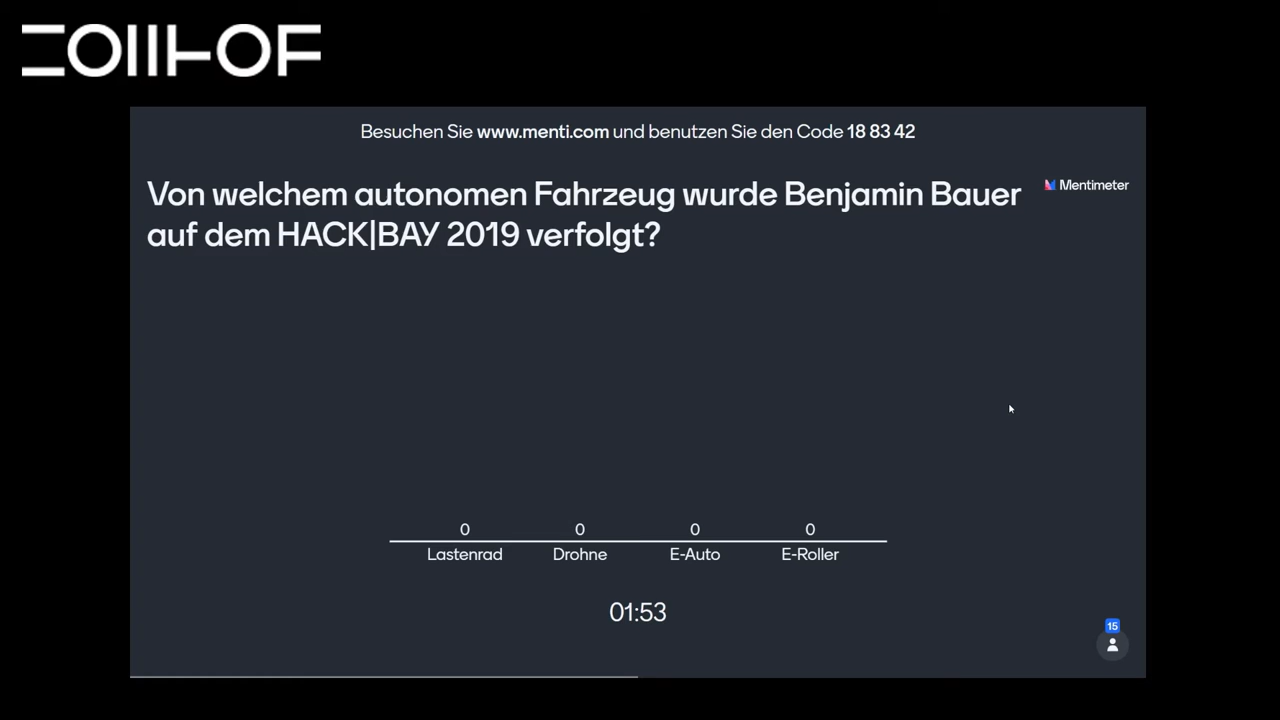 ZOLLHOF
Besuchen Sie www.menti.com und benutzen Sie den Code 18 83 42
Von welchem autonomen Fahrzeug wurde Benjamin Bauer
auf dem HACK|BAY 2019 verfolgt?
Mentimeter
0 0 0 0
Lastenrad Drohne E-Auto E-Roller
01:53
15